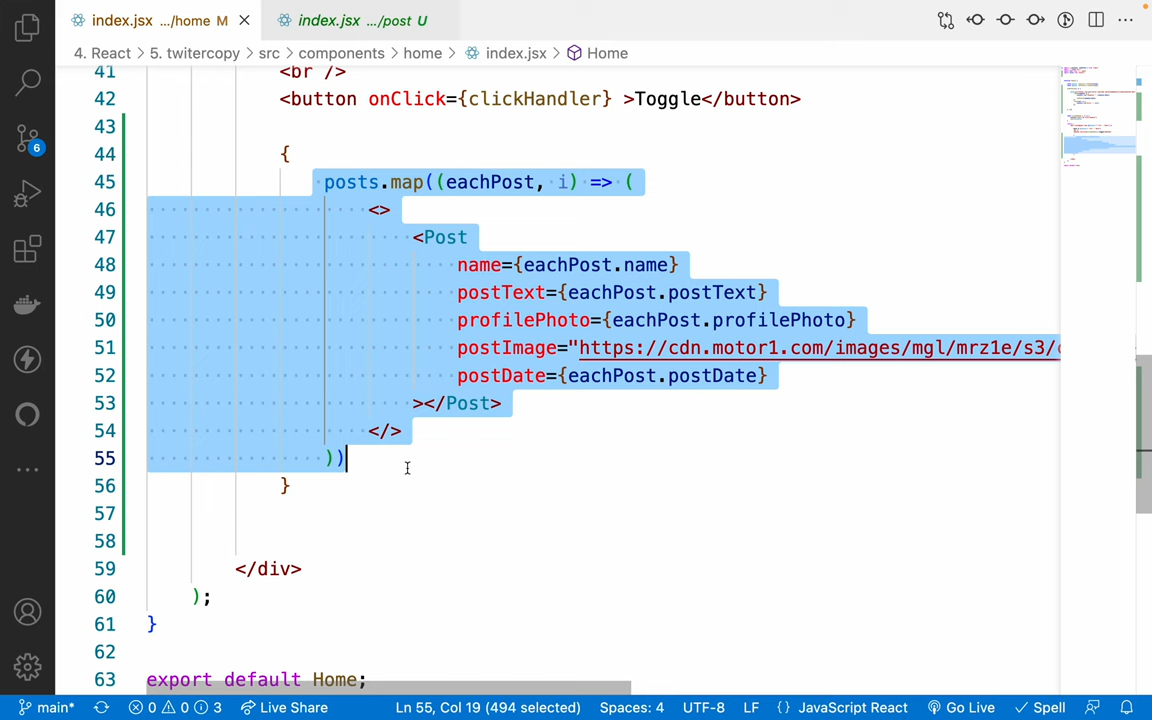 index.jsx .../home M
index.jsx .../post U
4. React > 5. twitercopy > src > components > home > index.jsx > Home
41 <br />
42 <button onClick={clickHandler} >Toggle</button>
43
44 {
45 posts.map((eachPost, i) => (
46 <>
47 <Post
48 name={eachPost.name}
49 postText={eachPost.postText}
50 profilePhoto={eachPost.profilePhoto}
51 postImage="https://cdn.motor1.com/images/mgl/mrz1e/s3/
52 postDate={eachPost.postDate}
53 ></Post>
54 </>
55 ))
56 }
57
58
59 </div>
60 );
61 }
62
63 export default Home;
6
main* 0 0 3 Live Share Ln 55, Col 19 (494 selected) Spaces: 4 UTF-8 LF {} JavaScript React Go Live Spell